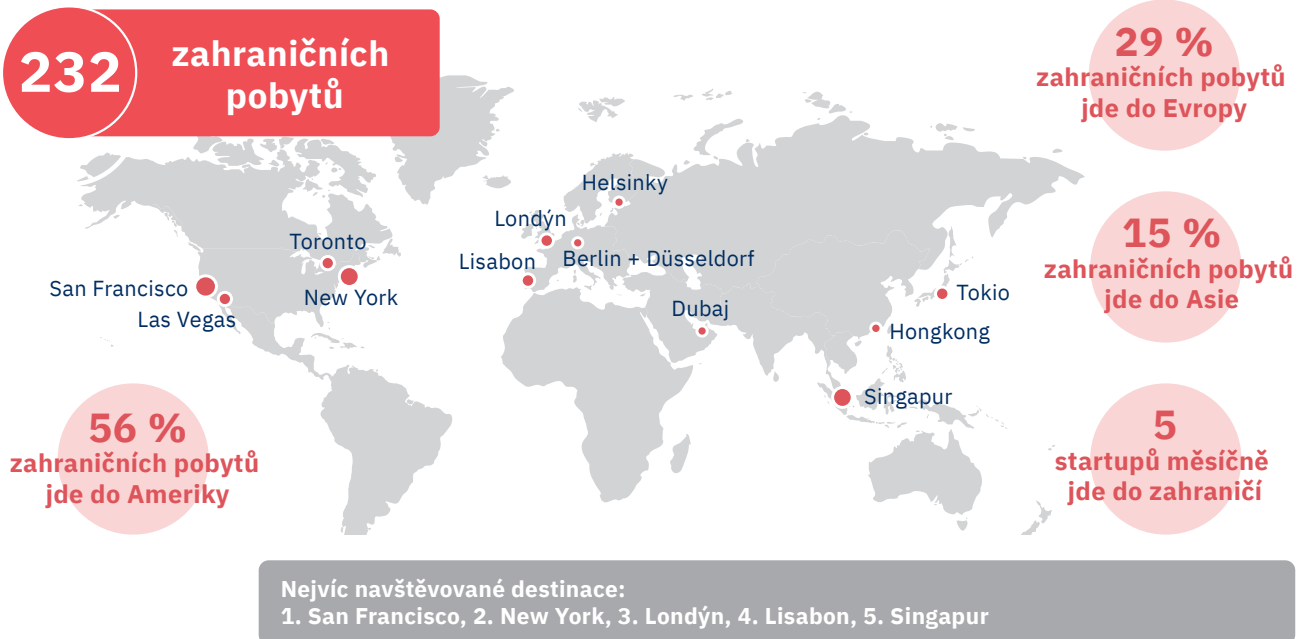 232
zahraničních
pobytů
29 %
zahraničních pobytů
jde do Evropy
Helsinky
Londýn
Toronto
Lisabon
Berlin + Düsseldorf
15 %
zahraničních pobytů
jde do Asie
San Francisco
New York
Las Vegas
Dubaj
Tokio
Hongkong
Singapur
56 %
zahraničních pobytů
jde do Ameriky
5
startupů měsíčně
jde do zahraničí
Nejvíc navštěvované destinace:
1. San Francisco, 2. New York, 3. Londýn, 4. Lisabon, 5. Singapur